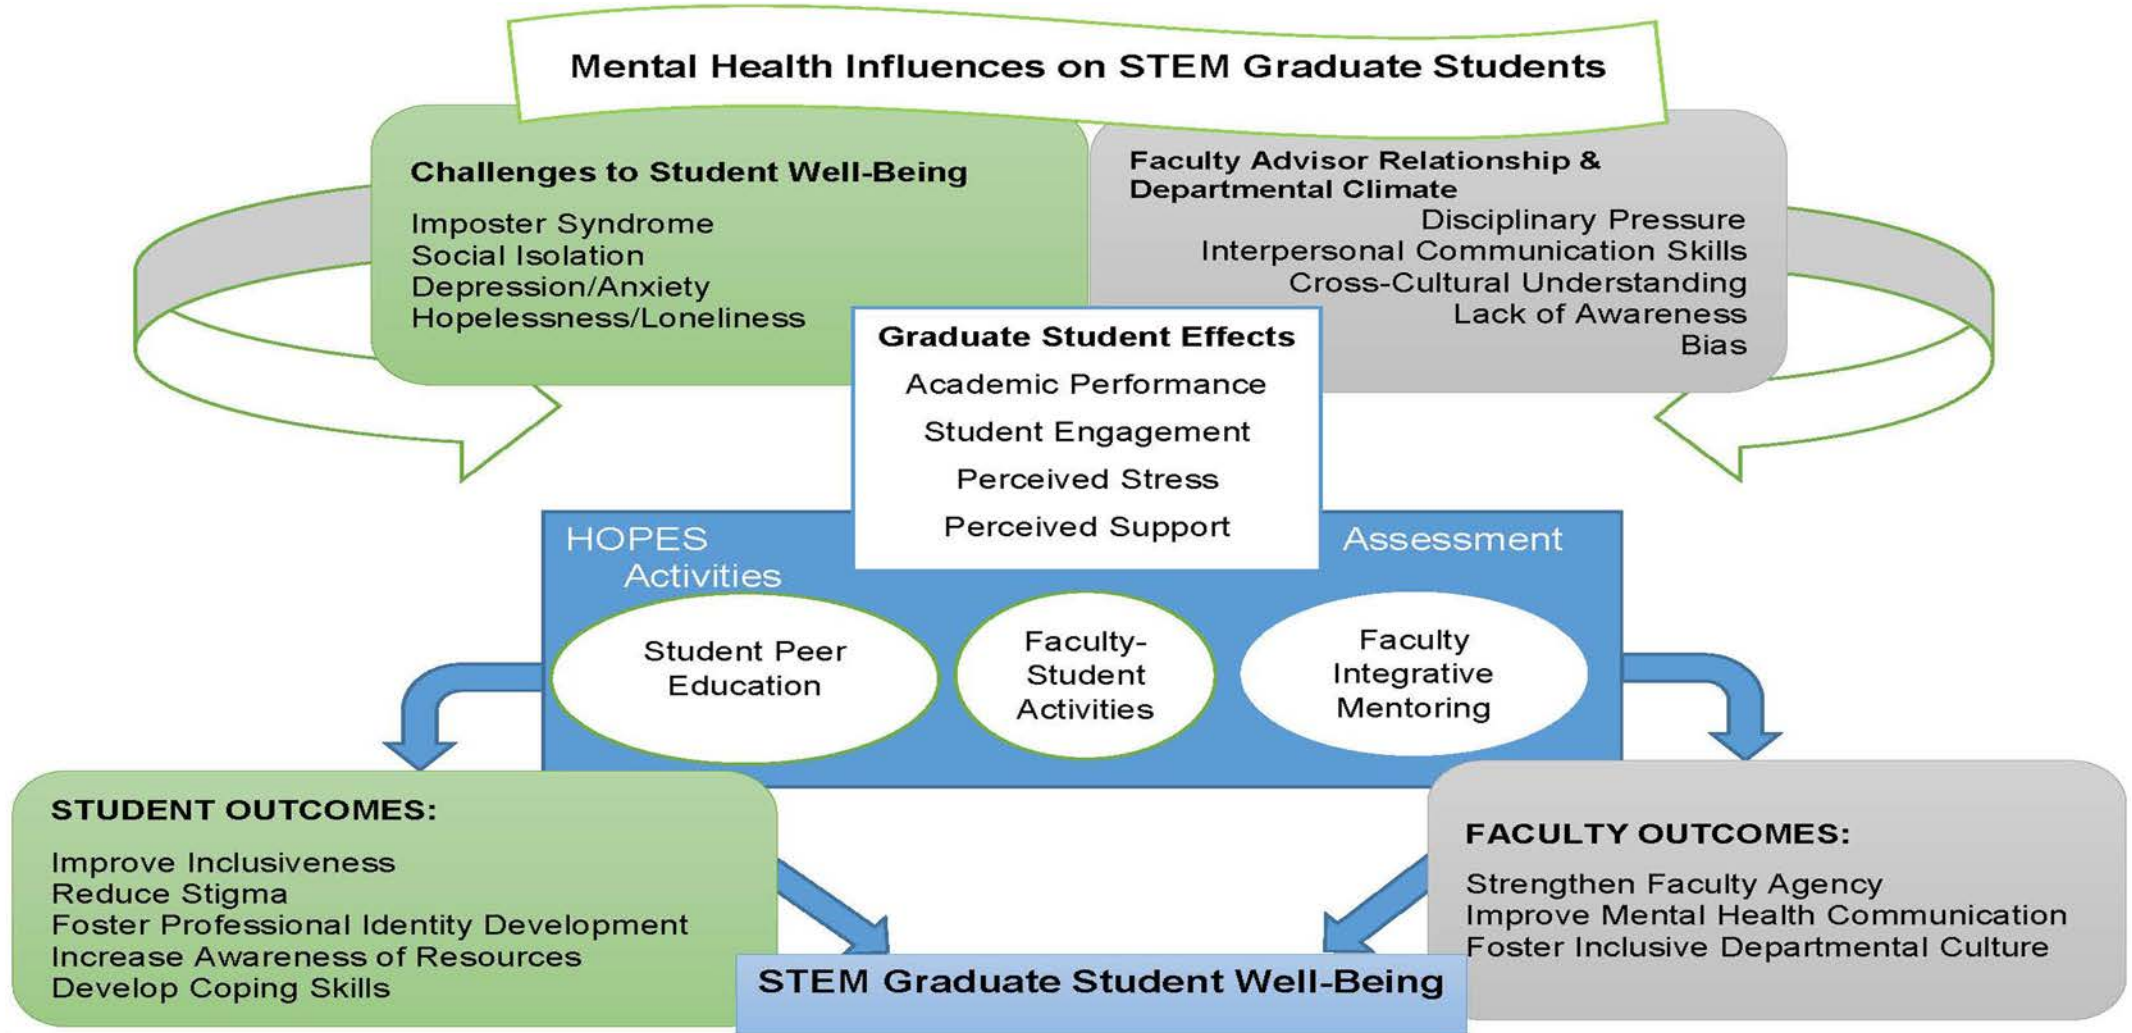 Mental Health Influences on STEM Graduate Students
Challenges to Student Well-Being
Imposter Syndrome
Social Isolation
Depression/Anxiety
Hopelessness/Loneliness
Faculty Advisor Relationship &
Departmental Climate
Disciplinary Pressure
Interpersonal Communication Skills
Cross-Cultural Understanding
Lack of Awareness
Bias
Graduate Student Effects
Academic Performance
Student Engagement
Perceived Stress
Perceived Support
HOPES
Activities
Assessment
Student Peer
Education
Faculty-
Student
Activities
Faculty
Integrative
Mentoring
STUDENT OUTCOMES:
Improve Inclusiveness
Reduce Stigma
Foster Professional Identity Development
Increase Awareness of Resources
Develop Coping Skills
FACULTY OUTCOMES:
Strengthen Faculty Agency
Improve Mental Health Communication
Foster Inclusive Departmental Culture
STEM Graduate Student Well-Being